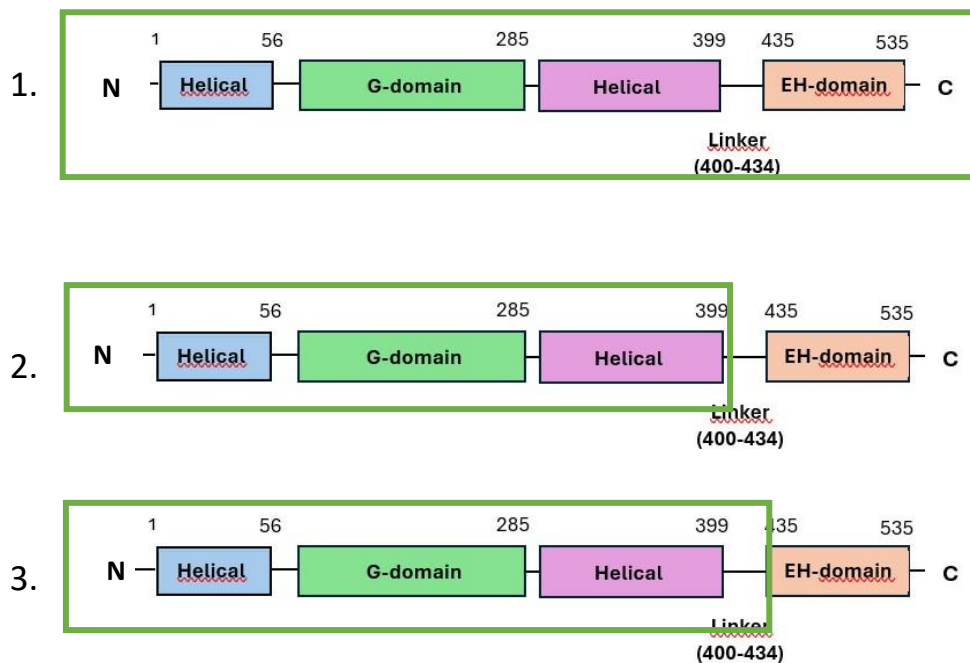 1 56 285 399 435 535
1. N Helical G-domain Helical EH-domain C
Linker
(400-434)
1 56 285 399 435 535
2. N Helical G-domain Helical EH-domain C
Linker
(400-434)
1 56 285 399 435 535
3. N Helical G-domain Helical EH-domain C
Linker
(400-434)